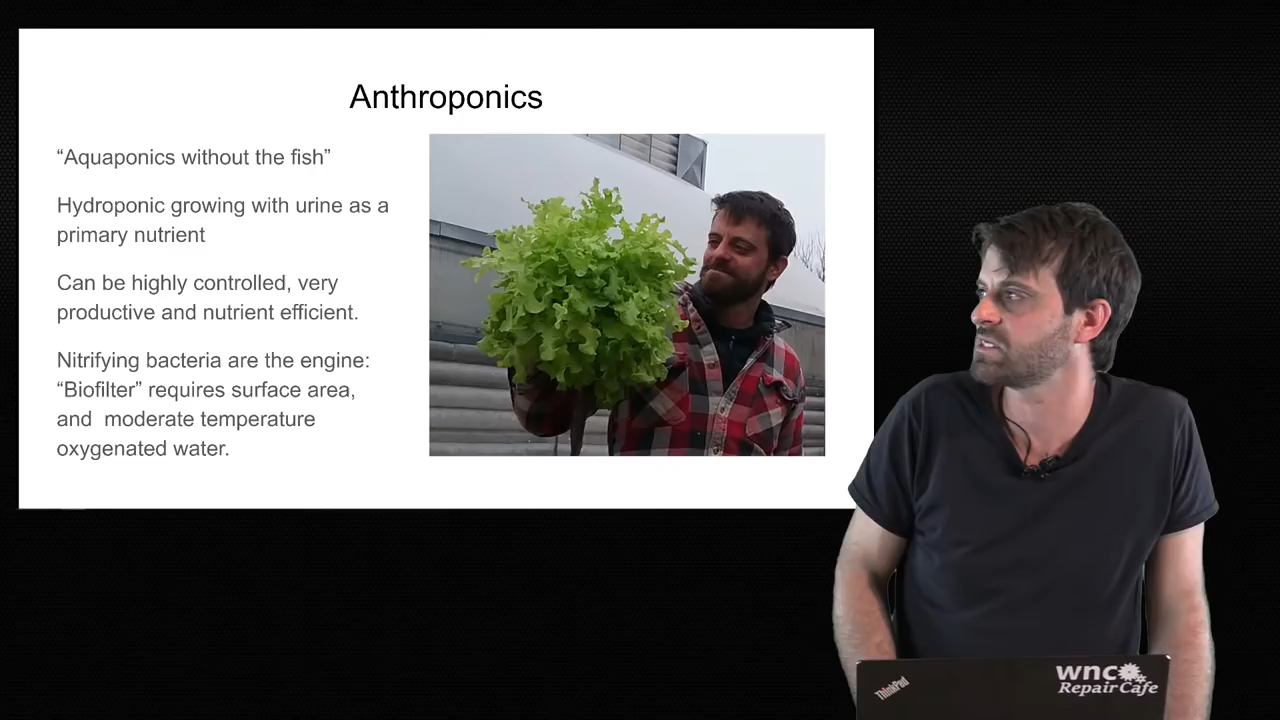 Anthroponics
“Aquaponics without the fish”
Hydroponic growing with urine as a
primary nutrient
Can be highly controlled, very
productive and nutrient efficient.
Nitrifying bacteria are the engine:
“Biofilter” requires surface area,
and  moderate temperature
oxygenated water.
ThinkPad
wnc
Repair Cafe